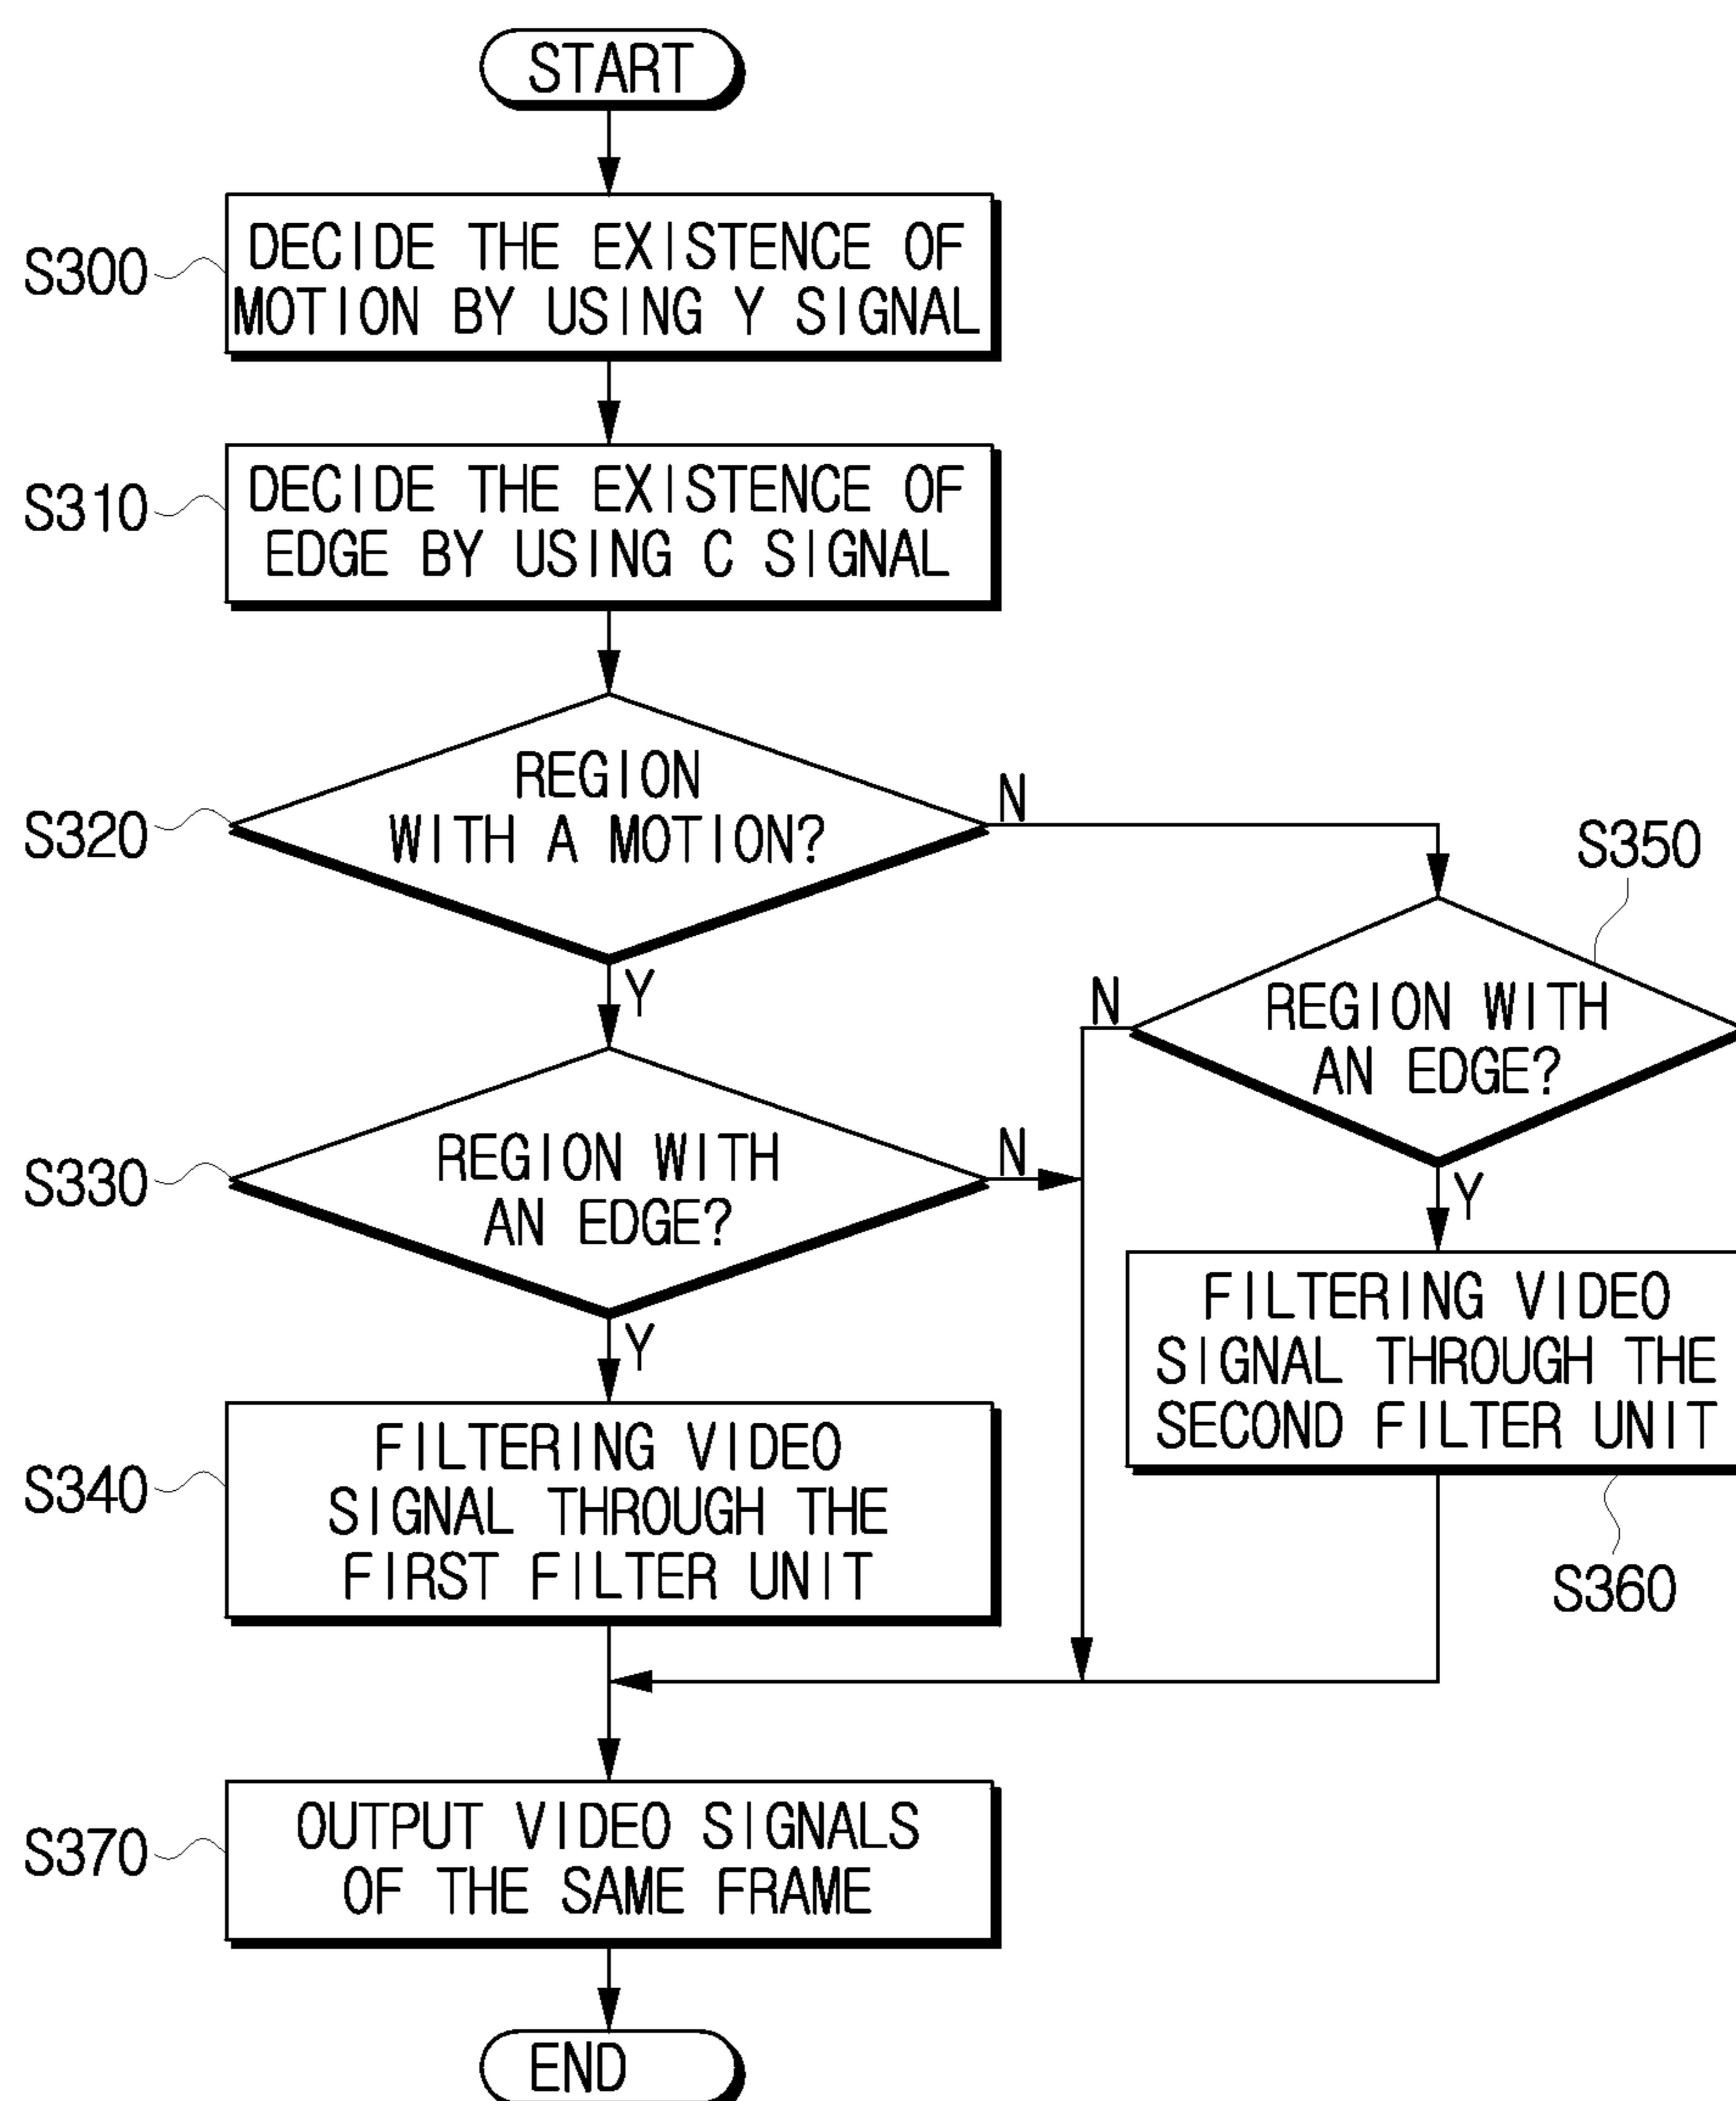 START
S300
DECIDE THE EXISTENCE OF
MOTION BY USING Y SIGNAL
S310
DECIDE THE EXISTENCE OF
EDGE BY USING C SIGNAL
S320
REGION
WITH A MOTION?
N
Y
S350
REGION WITH
AN EDGE?
N
Y
S330
REGION WITH
AN EDGE?
N
Y
S340
FILTERING VIDEO
SIGNAL THROUGH THE
FIRST FILTER UNIT
FILTERING VIDEO
SIGNAL THROUGH THE
SECOND FILTER UNIT
S360
S370
OUTPUT VIDEO SIGNALS
OF THE SAME FRAME
END